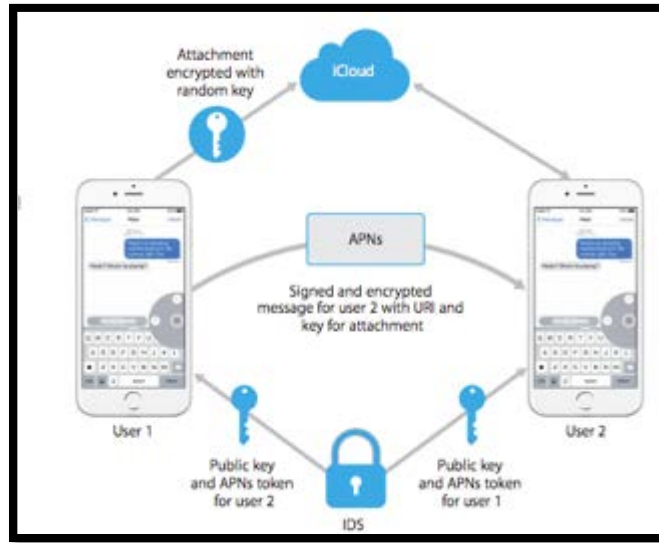 Attachment
encrypted with
random key
iCloud
APNs
Signed and encrypted
message for user 2 with URI and
key for attachment
User 1
User 2
Public key
and APNs token
for user 2
Public key
and APNs token
for user 1
IDS